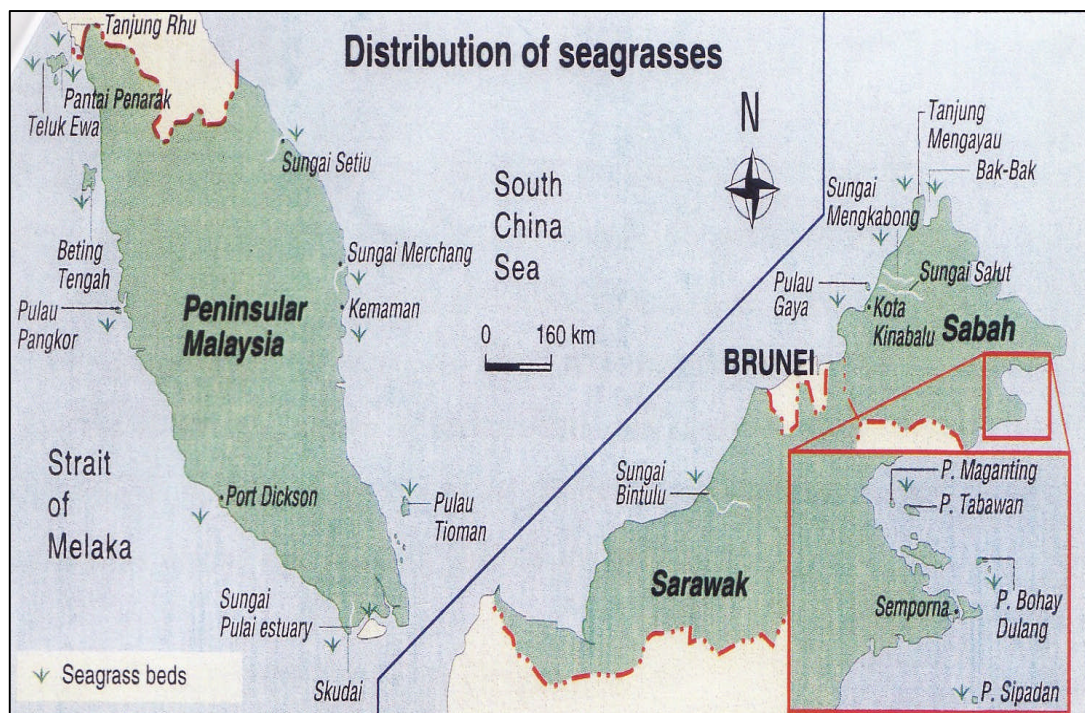 Distribution of seagrasses
Tanjung Rhu
Pantai Penarak
Teluk Ewa
Sungai Setiu
Beting
Tengah
Pulau
Pangkor
Sungai Merchang
Kemaman
Peninsular
Malaysia
South
China
Sea
0 160 km
N
Strait
of
Melaka
Port Dickson
Pulau
Tioman
Sungai
Pulai estuary
Skudai
Seagrass beds
Tanjung
Mengayau
Bak-Bak
Sungai
Mengkabong
Sungai Salut
Pulau
Gaya
Kota
Kinabalu
Sabah
BRUNEI
Sungai
Bintulu
Sarawak
P. Maganting
P. Tabawan
P. Bohay
Dulang
Semporna
P. Sipadan